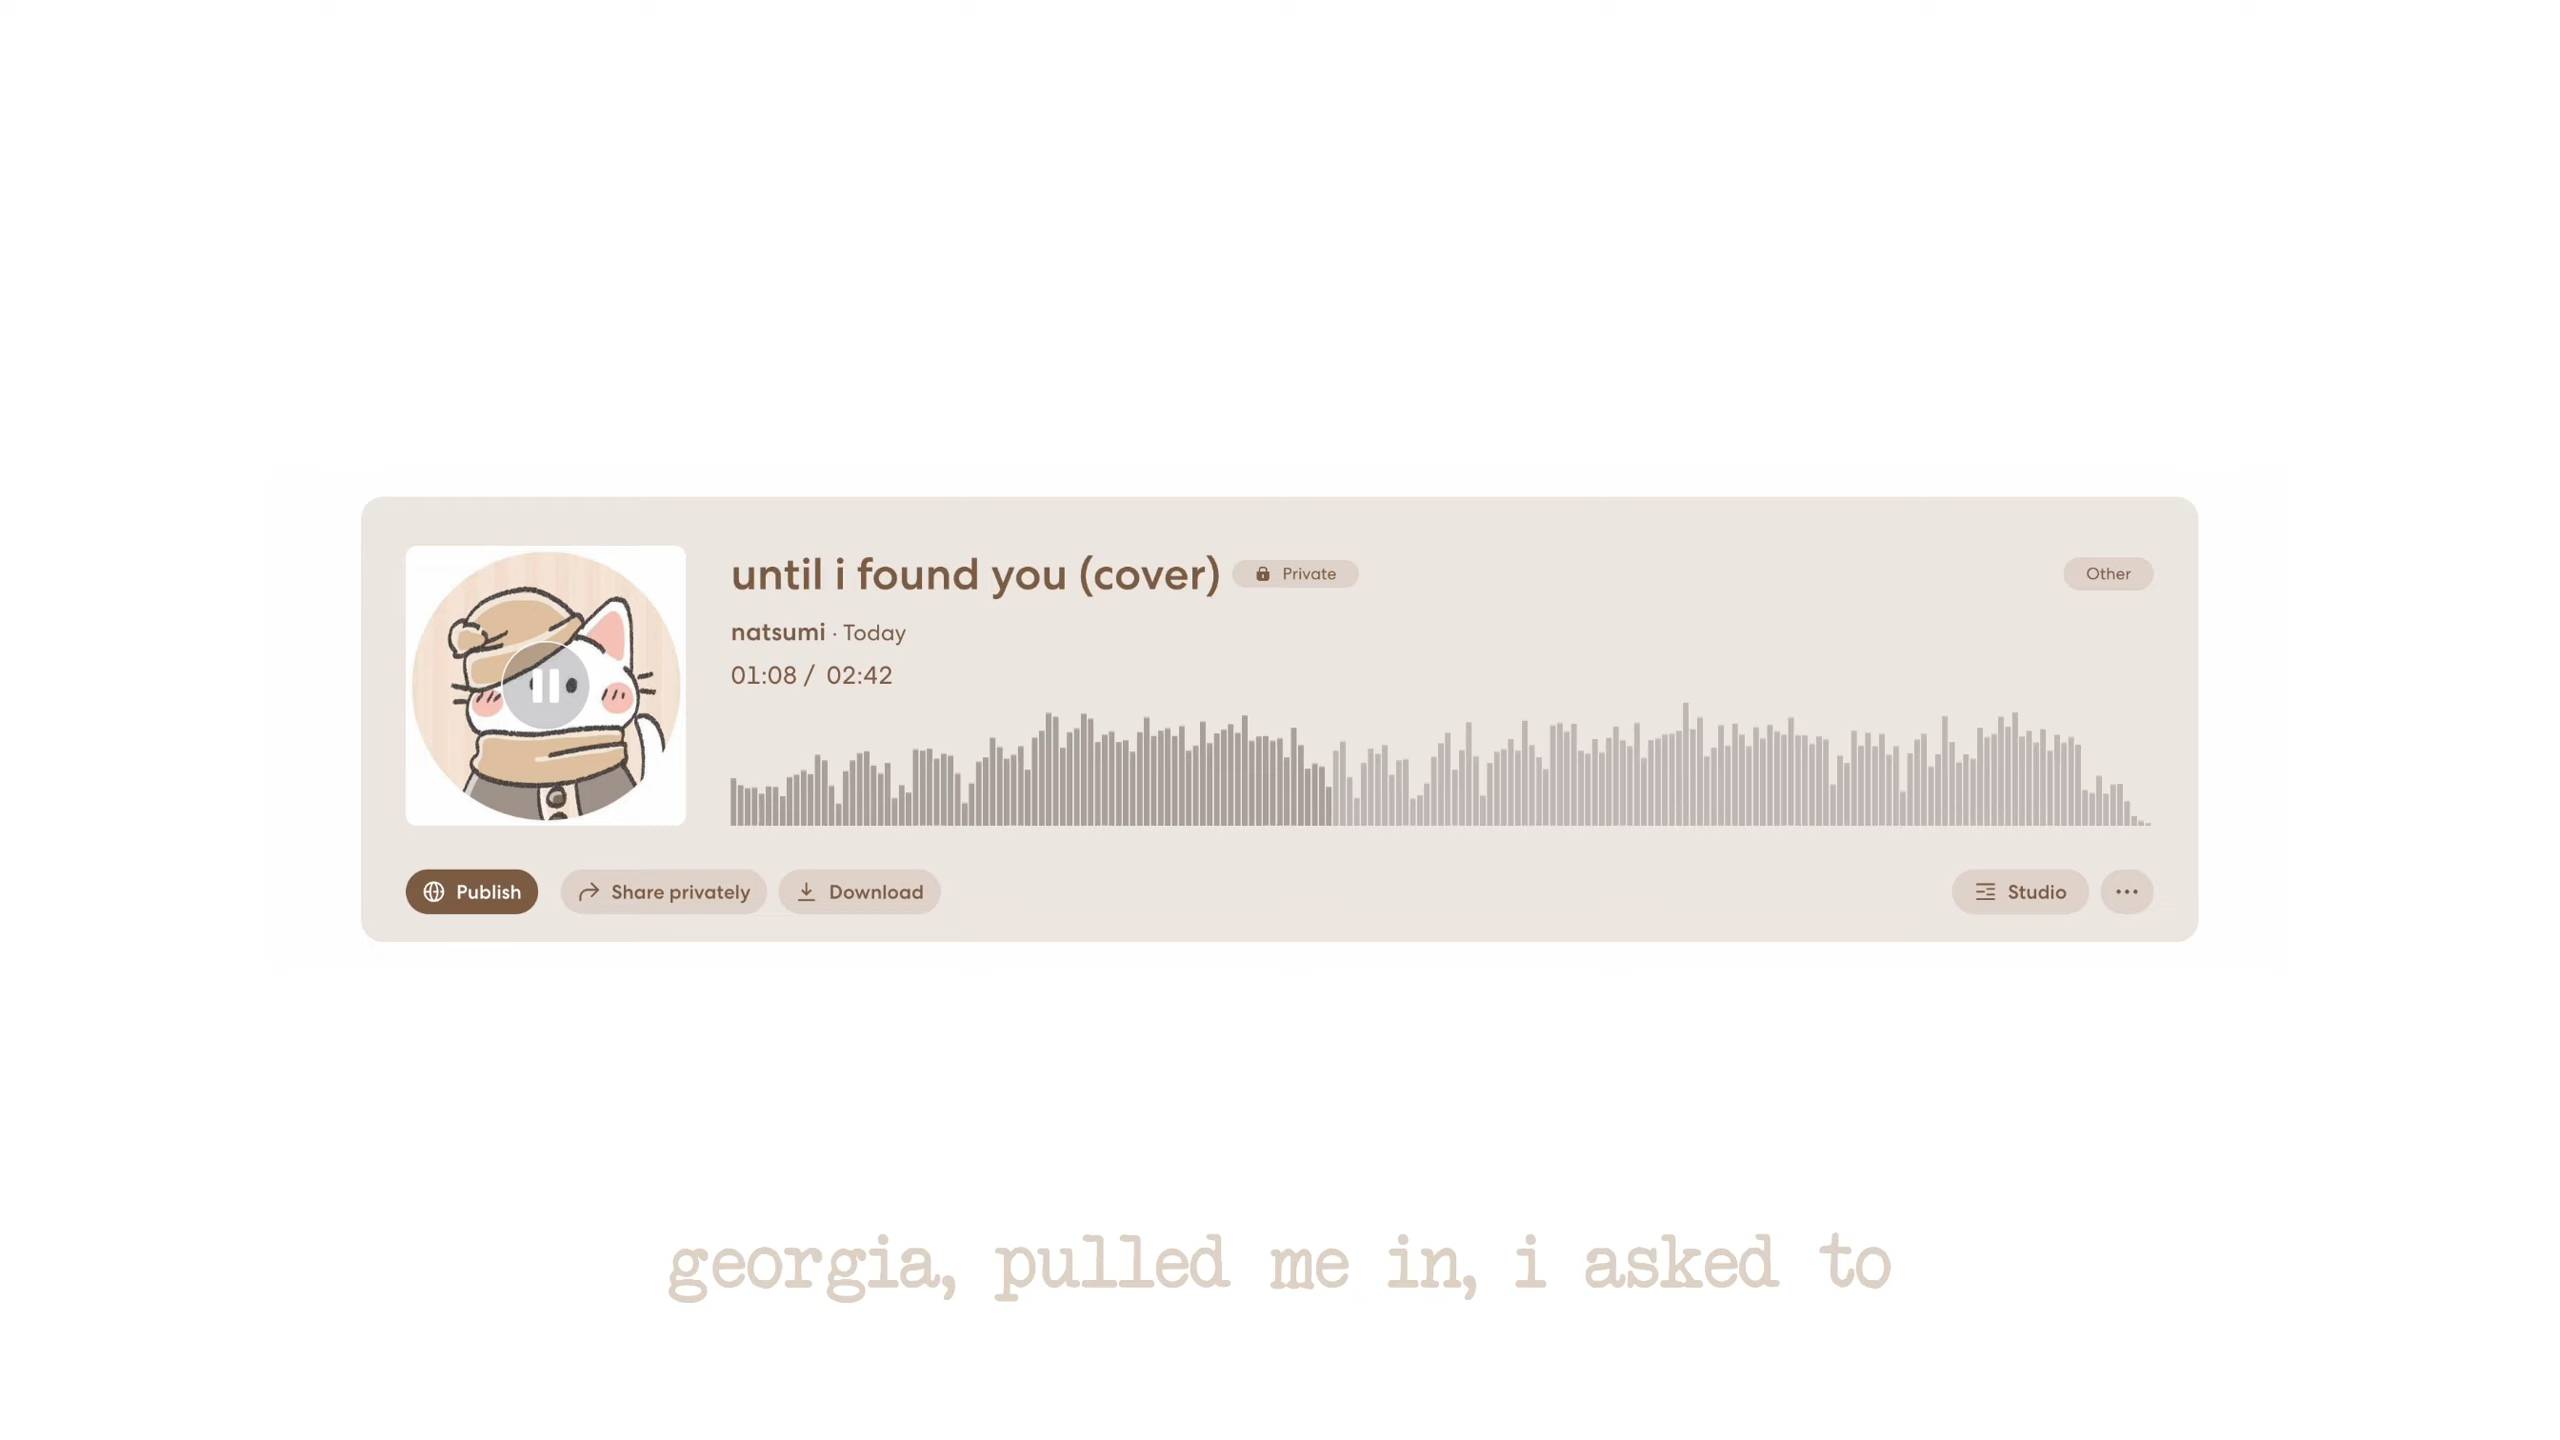 until i found you (cover)
Private
Other
natsumi · Today
01:08 / 02:42
Publish
Share privately
Download
Studio
georgia, pulled me in, i asked to